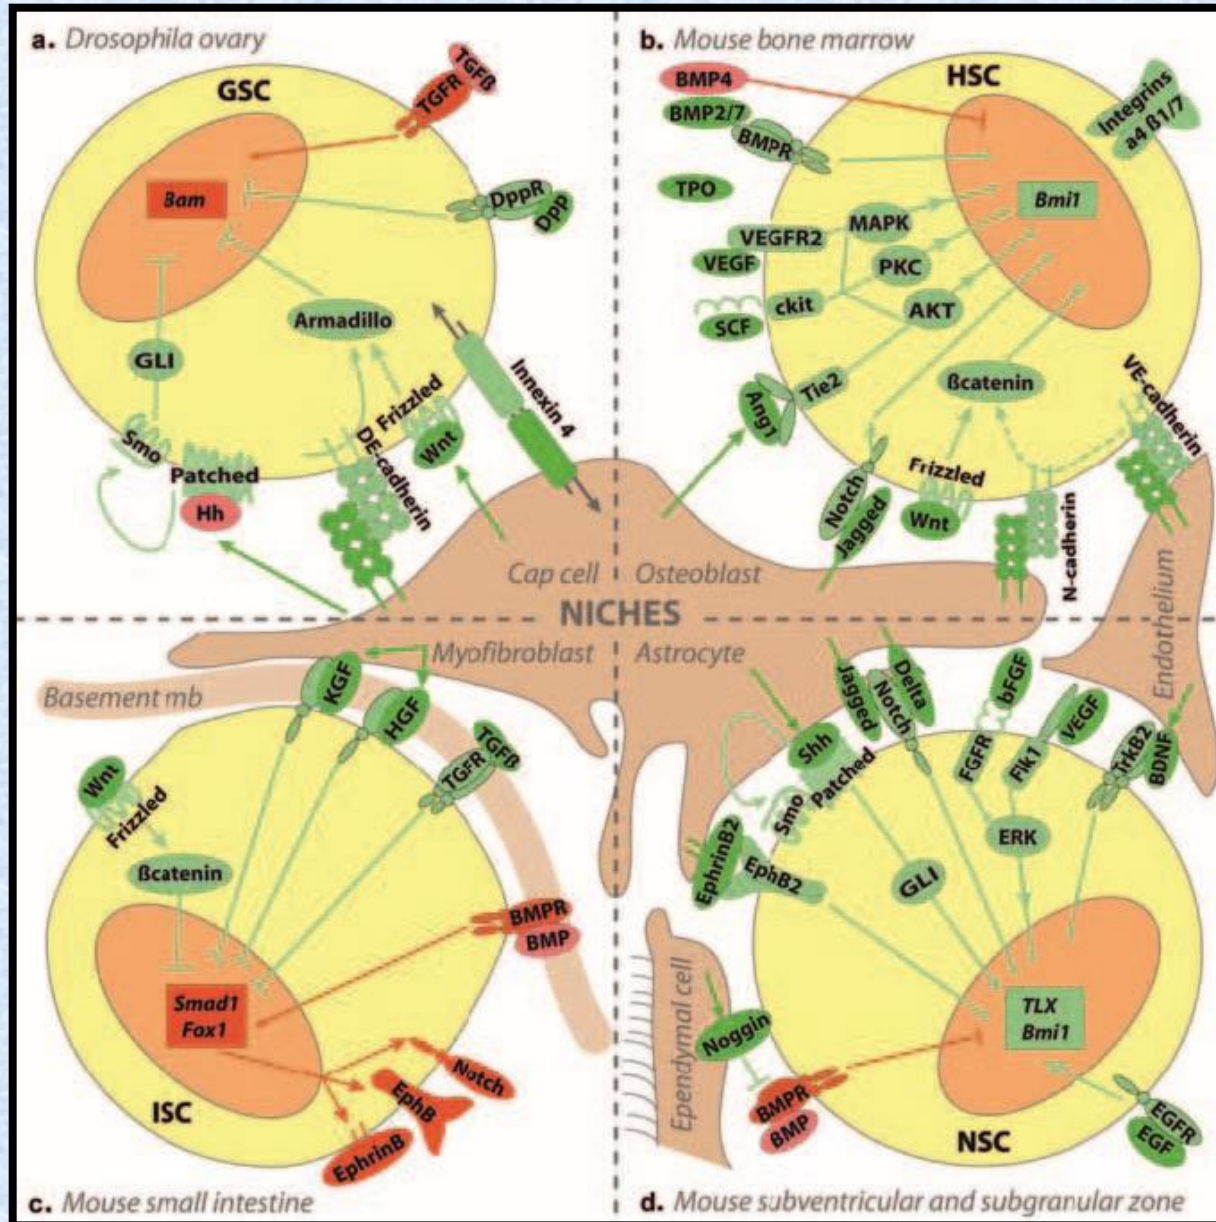 a. Drosophila ovary
GSC
TGFß
TGFR
Bam
DppR
Dpp
Armadillo
GLI
Smo
Patched
Hh
DE-cadherin
Frizzled
Wnt
Innexin 4
Cap cell
b. Mouse bone marrow
HSC
BMP4
BMP2/7
BMPR
Integrins
a4 ß1/7
TPO
Bmi1
VEGFR2
VEGF
MAPK
PKC
ckit
SCF
AKT
Tie2
Ang1
ßcatenin
VE-cadherin
Notch
Jagged
Frizzled
Wnt
N-cadherin
Osteoblast
Endothelium
NICHES
Myofibroblast
Basement mb
KGF
HGF
TGFß
TGFR
Wnt
Frizzled
ßcatenin
BMPR
BMP
Smad1
Fox1
Notch
EphB
EphrinB
ISC
c. Mouse small intestine
Astrocyte
Jagged
Notch
Delta
bFGF
FGFR
VEGF
Flk1
TrkB2
BDNF
Shh
Patched
Smo
ERK
GLI
EphrinB2
EphB2
Ependymal cell
Noggin
TLX
Bmi1
BMPR
BMP
EGFR
EGF
NSC
d. Mouse subventricular and subgranular zone